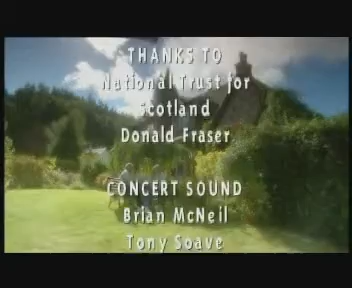 THANKS TO
National Trust for
Scotland
Donald Fraser
CONCERT SOUND
Brian McNeil
Tony Soave